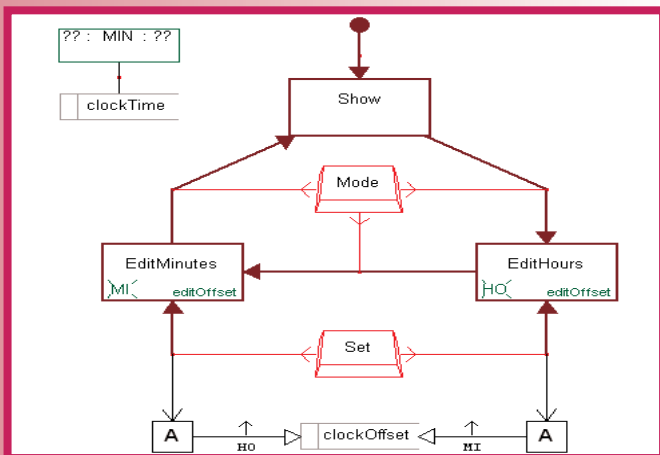 ?? : MIN : ??
clockTime
Show
Mode
EditMinutes
MI editOffset
EditHours
HO editOffset
Set
A
HO
clockOffset
MI
A